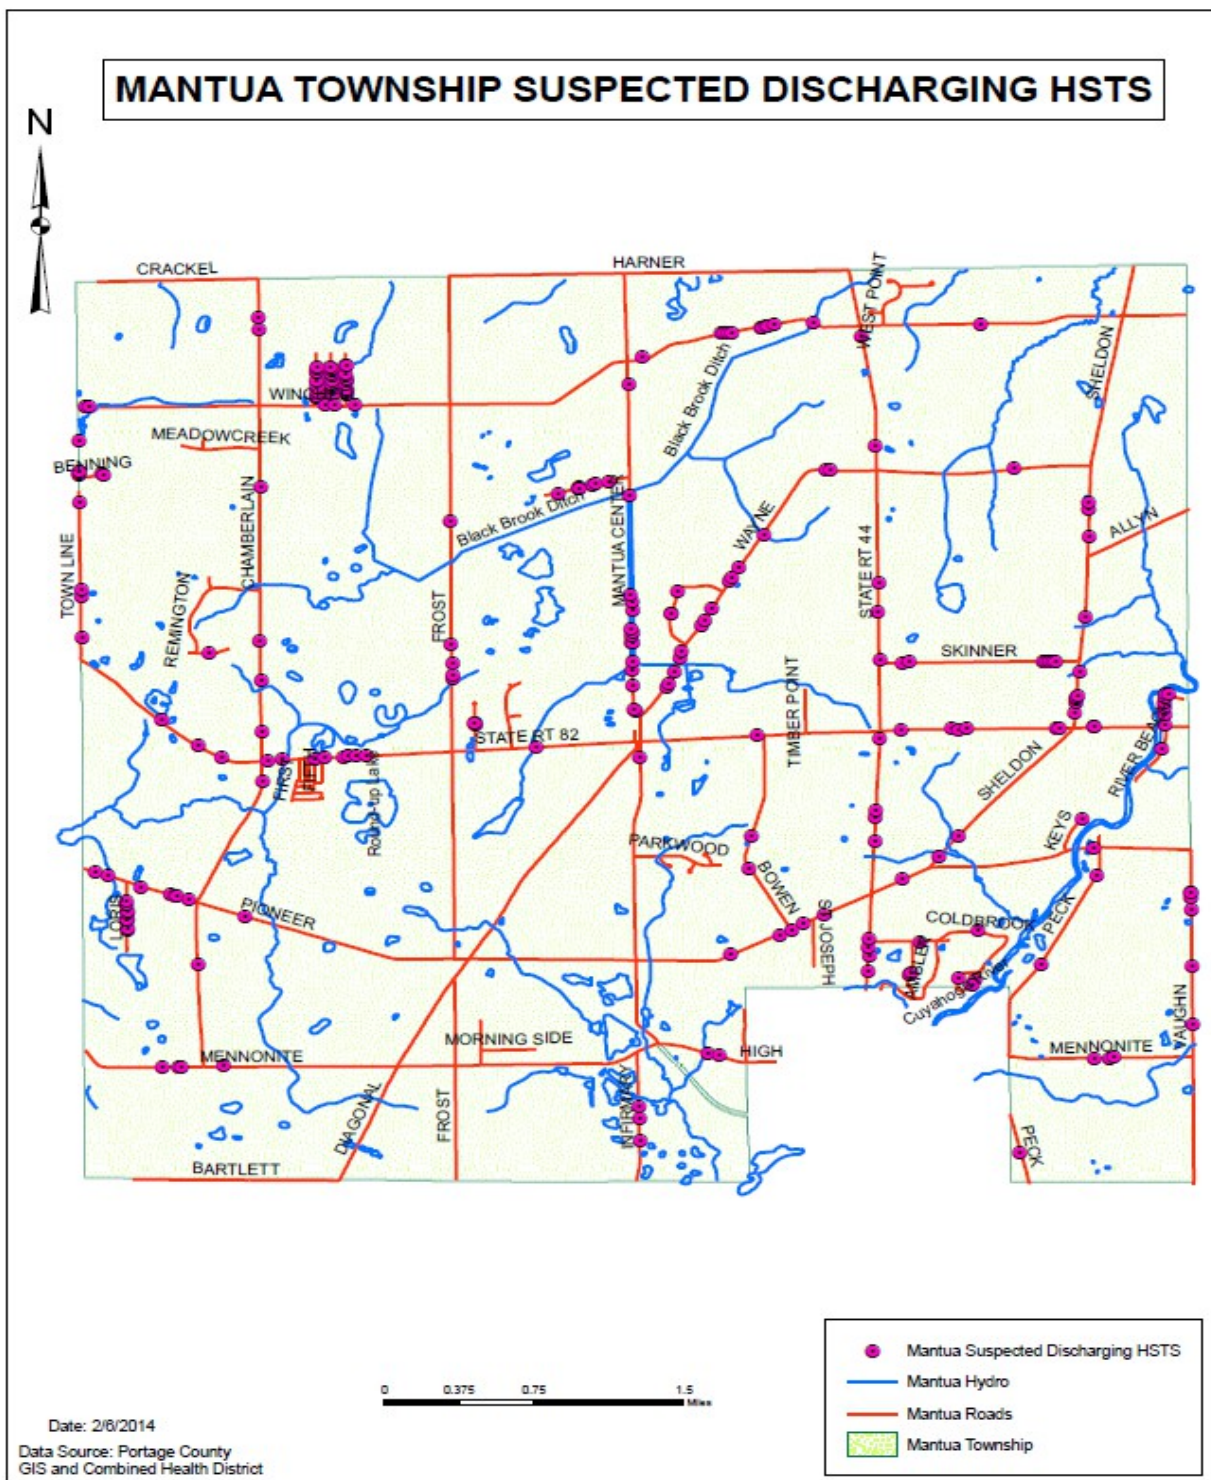 MANTUA TOWNSHIP SUSPECTED DISCHARGING HSTS
N
CRACKEL
HARNER
WEST POINT
SHELDON
Black Brook Ditch
MEADOWCREEK
BENNING
CHAMBERLAIN
Black Brook Ditch
MANTUA CENTER
WAYNE
STATE RT 44
ALLYN
TOWN LINE
REMINGTON
FROST
SKINNER
TIMBER POINT
STATE RT 82
FIRST
Round-up Lake
SHELDON
RIVER
KEYS
PARKWOOD
BOWEN
ST JOSEPH
LORIS
PIONEER
COLDBROOK
PECK
AMBLER
Cuyahoga River
VAUGHN
MORNING SIDE
MENNONITE
HIGH
MENNONITE
DIAGONAL
FROST
INFIRMARY
PECK
BARTLETT
Mantua Suspected Discharging HSTS
Mantua Hydro
Mantua Roads
Mantua Township
0 0.375 0.75 1.5
Miles
Date: 2/6/2014
Data Source: Portage County
GIS and Combined Health District